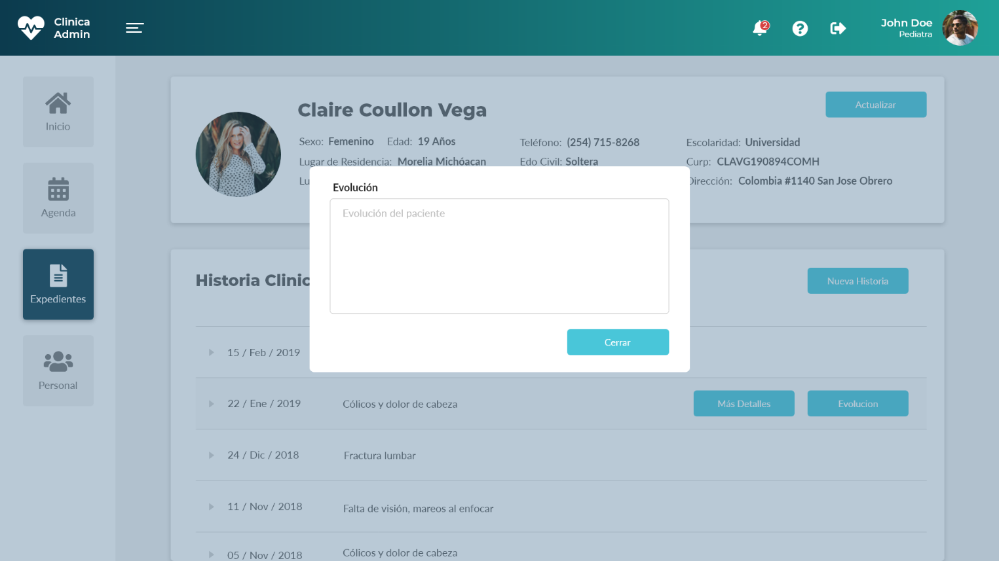 Clinica
Admin
2
John Doe
Pediatra
Inicio
Agenda
Expedientes
Personal
Claire Coullon Vega
Actualizar
Sexo: Femenino Edad: 19 Años Teléfono: (254) 715-8268 Escolaridad: Universidad
Lugar de Residencia: Morelia Michóacan Edo Civil: Soltera Curp: CLAVG190894COMH
Lu Dirección: Colombia #1140 San Jose Obrero
Evolución
Evolución del paciente
Cerrar
Historia Clinic
Nueva Historia
15 / Feb / 2019
22 / Ene / 2019 Cólicos y dolor de cabeza Más Detalles Evolucion
24 / Dic / 2018 Fractura lumbar
11 / Nov / 2018 Falta de visión, mareos al enfocar
05 / Nov / 2018 Cólicos y dolor de cabeza